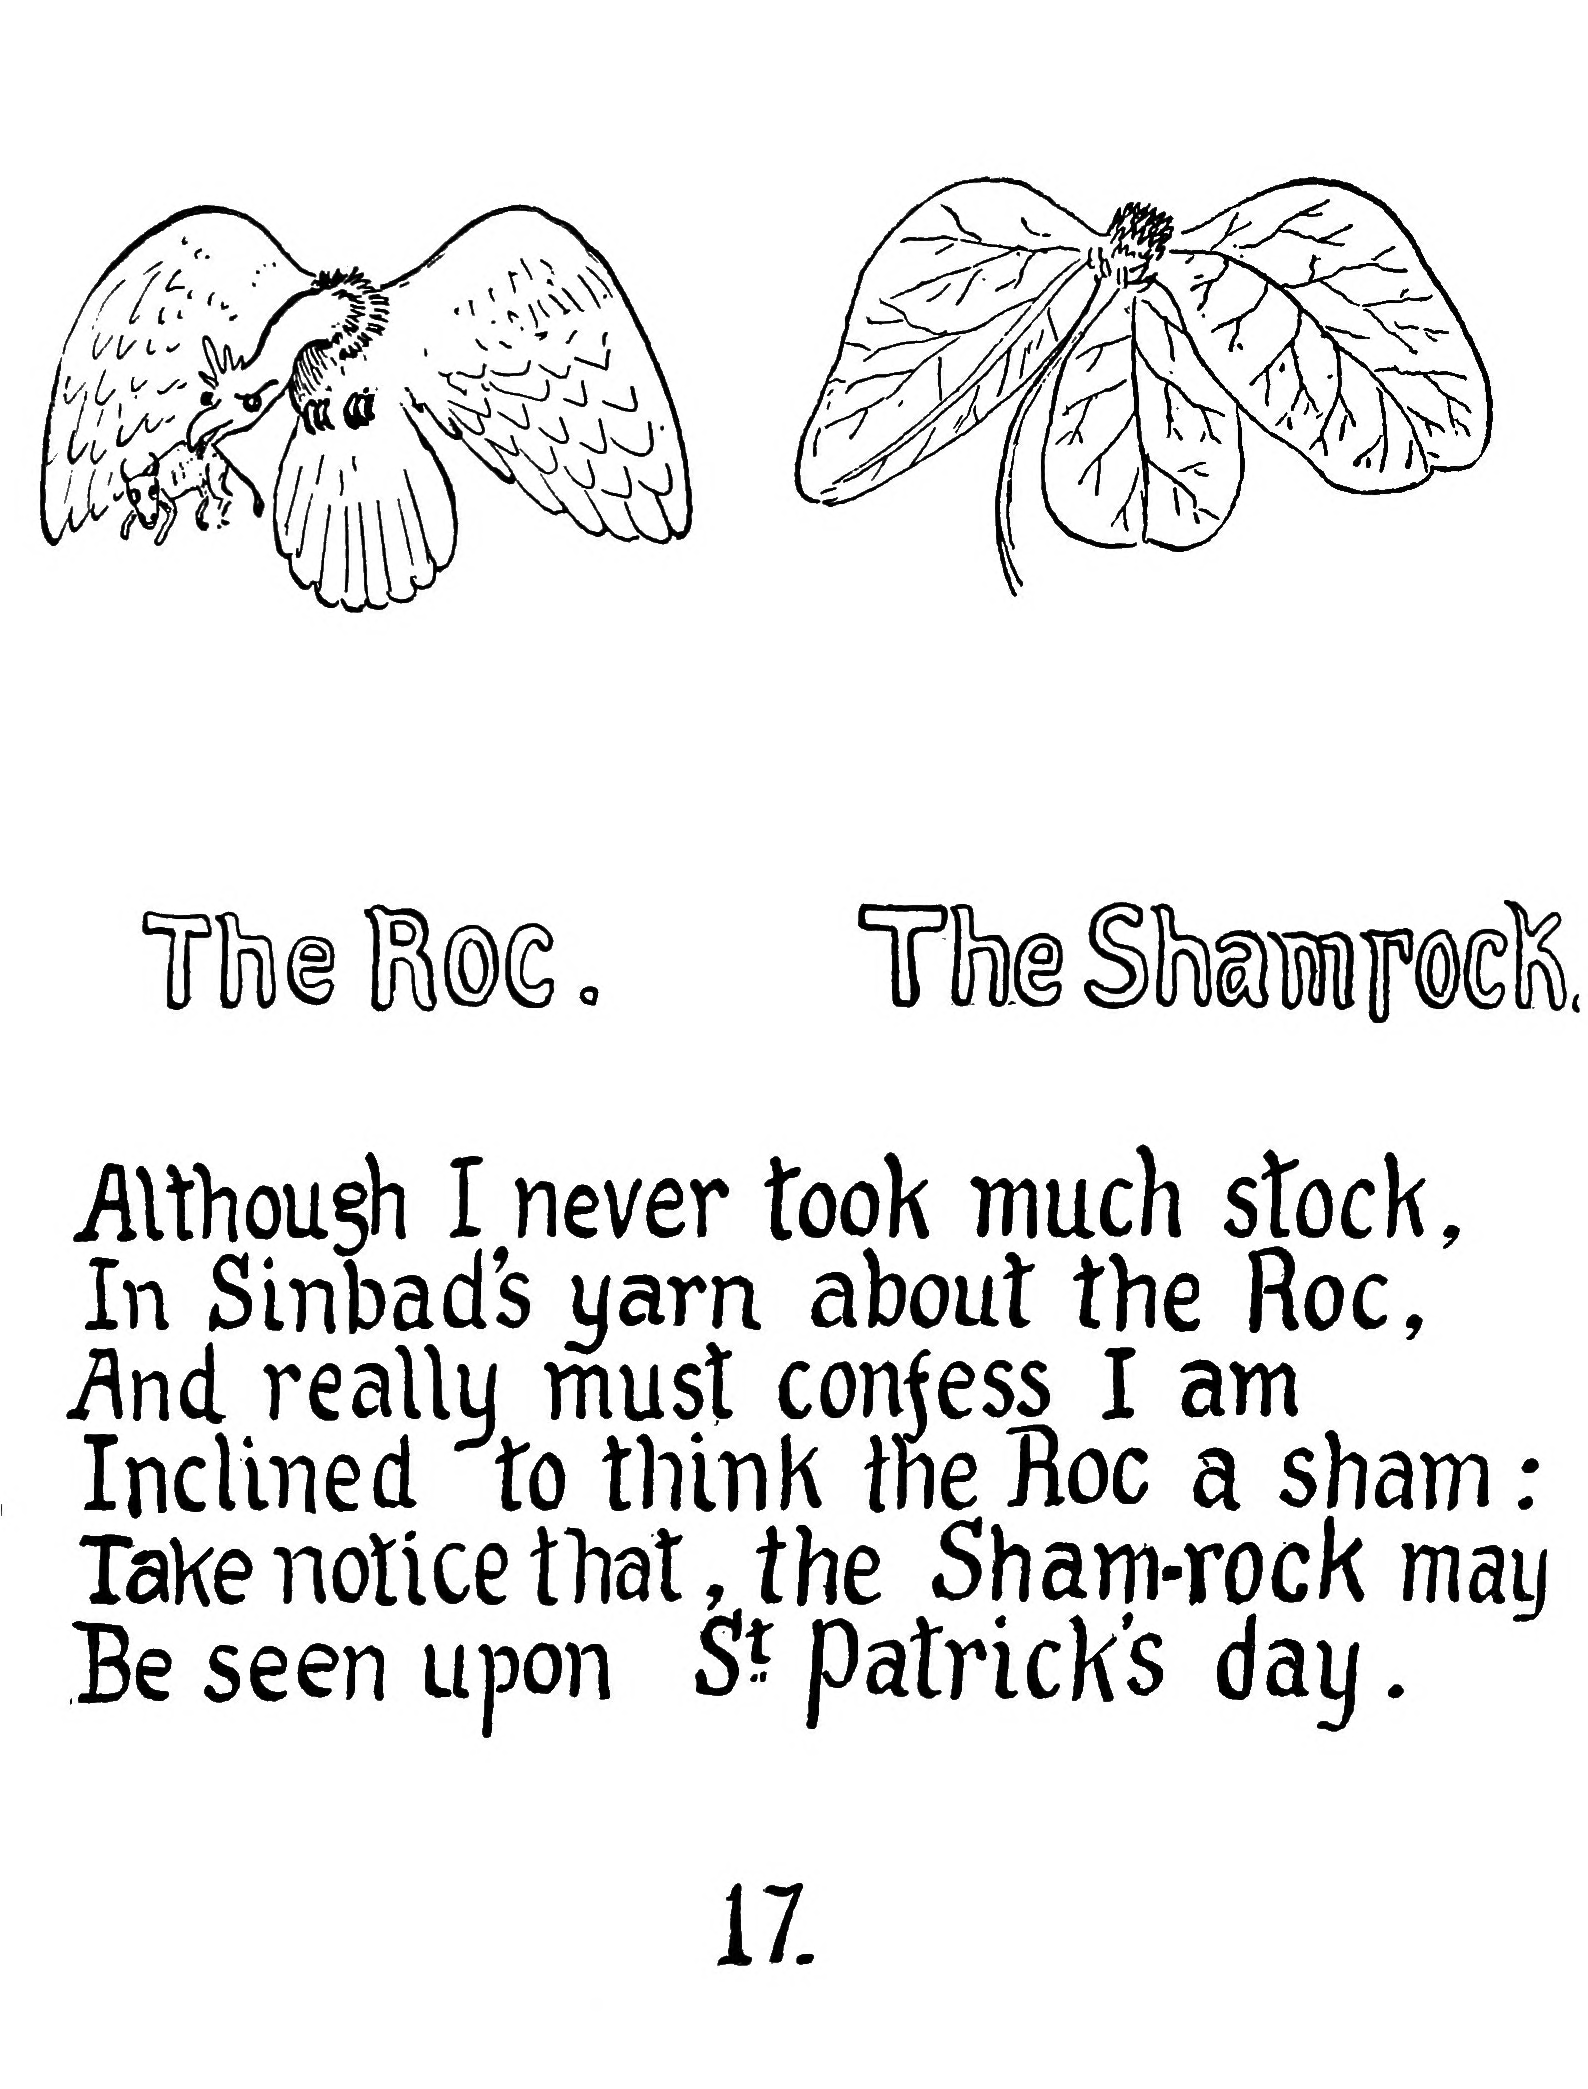 The Roc. The Shamrock.
Although I never took much stock,
In Sinbad's yarn about the Roc,
And really must confess I am
Inclined to think the Roc a sham:
Take notice that, the Sham-rock may
Be seen upon St Patrick's day.
17.